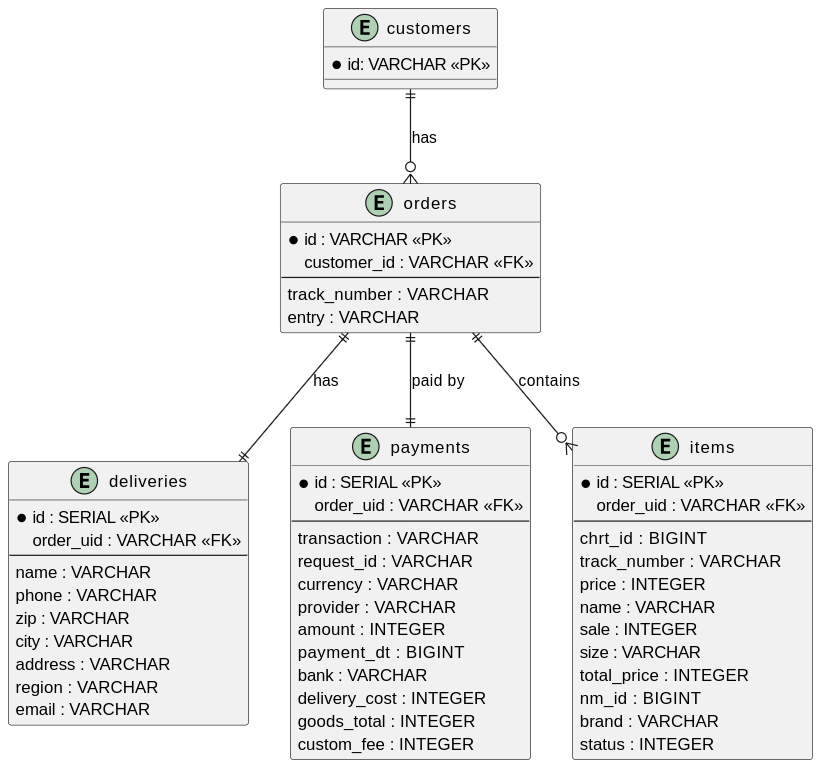 E customers
id: VARCHAR «PK»
has
E orders
id : VARCHAR «PK»
customer_id : VARCHAR «FK»
track_number : VARCHAR
entry : VARCHAR
has
paid by
contains
E deliveries
id : SERIAL «PK»
order_uid : VARCHAR «FK»
name : VARCHAR
phone : VARCHAR
zip : VARCHAR
city : VARCHAR
address : VARCHAR
region : VARCHAR
email : VARCHAR
E payments
id : SERIAL «PK»
order_uid : VARCHAR «FK»
transaction : VARCHAR
request_id : VARCHAR
currency : VARCHAR
provider : VARCHAR
amount : INTEGER
payment_dt : BIGINT
bank : VARCHAR
delivery_cost : INTEGER
goods_total : INTEGER
custom_fee : INTEGER
E items
id : SERIAL «PK»
order_uid : VARCHAR «FK»
chrt_id : BIGINT
track_number : VARCHAR
price : INTEGER
name : VARCHAR
sale : INTEGER
size : VARCHAR
total_price : INTEGER
nm_id : BIGINT
brand : VARCHAR
status : INTEGER